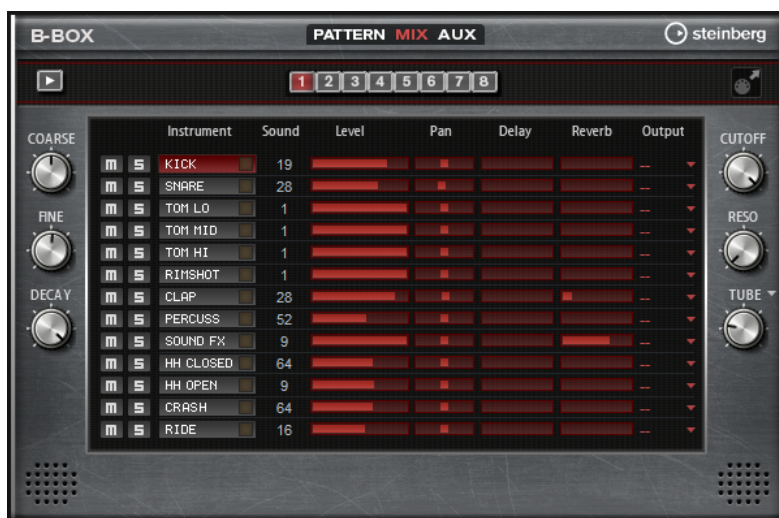 B-BOX PATTERN MIX AUX steinberg
1 2 3 4 5 6 7 8
COARSE Instrument Sound Level Pan Delay Reverb Output CUTOFF
m S KICK 19 --
m S SNARE 28 --
FINE m S TOM LO 1 -- RESO
m S TOM MID 1 --
m S TOM HI 1 --
m S RIMSHOT 1 --
DECAY m S CLAP 28 -- TUBE
m S PERCUSS 52 --
m S SOUND FX 9 --
m S HH CLOSED 64 --
m S HH OPEN 9 --
m S CRASH 64 --
m S RIDE 16 --